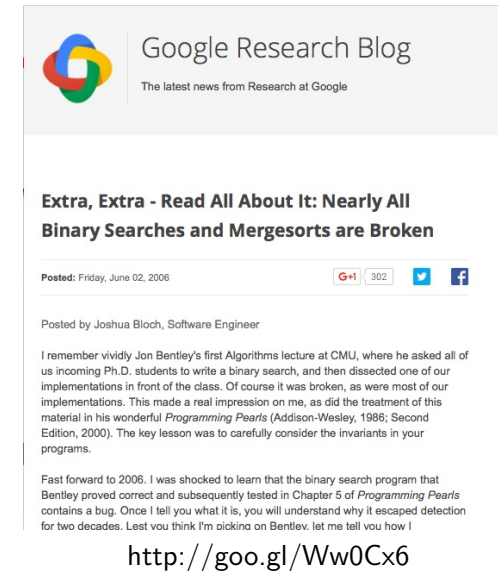 Google Research Blog
The latest news from Research at Google
Extra, Extra - Read All About It: Nearly All
Binary Searches and Mergesorts are Broken
Posted: Friday, June 02, 2006
G+1 302
Posted by Joshua Bloch, Software Engineer
I remember vividly Jon Bentley's first Algorithms lecture at CMU, where he asked all of
us incoming Ph.D. students to write a binary search, and then dissected one of our
implementations in front of the class. Of course it was broken, as were most of our
implementations. This made a real impression on me, as did the treatment of this
material in his wonderful Programming Pearls (Addison-Wesley, 1986; Second
Edition, 2000). The key lesson was to carefully consider the invariants in your
programs.
Fast forward to 2006. I was shocked to learn that the binary search program that
Bentley proved correct and subsequently tested in Chapter 5 of Programming Pearls
contains a bug. Once I tell you what it is, you will understand why it escaped detection
for two decades. Lest you think I'm picking on Bentley, let me tell you how I
http://goo.gl/Ww0Cx6